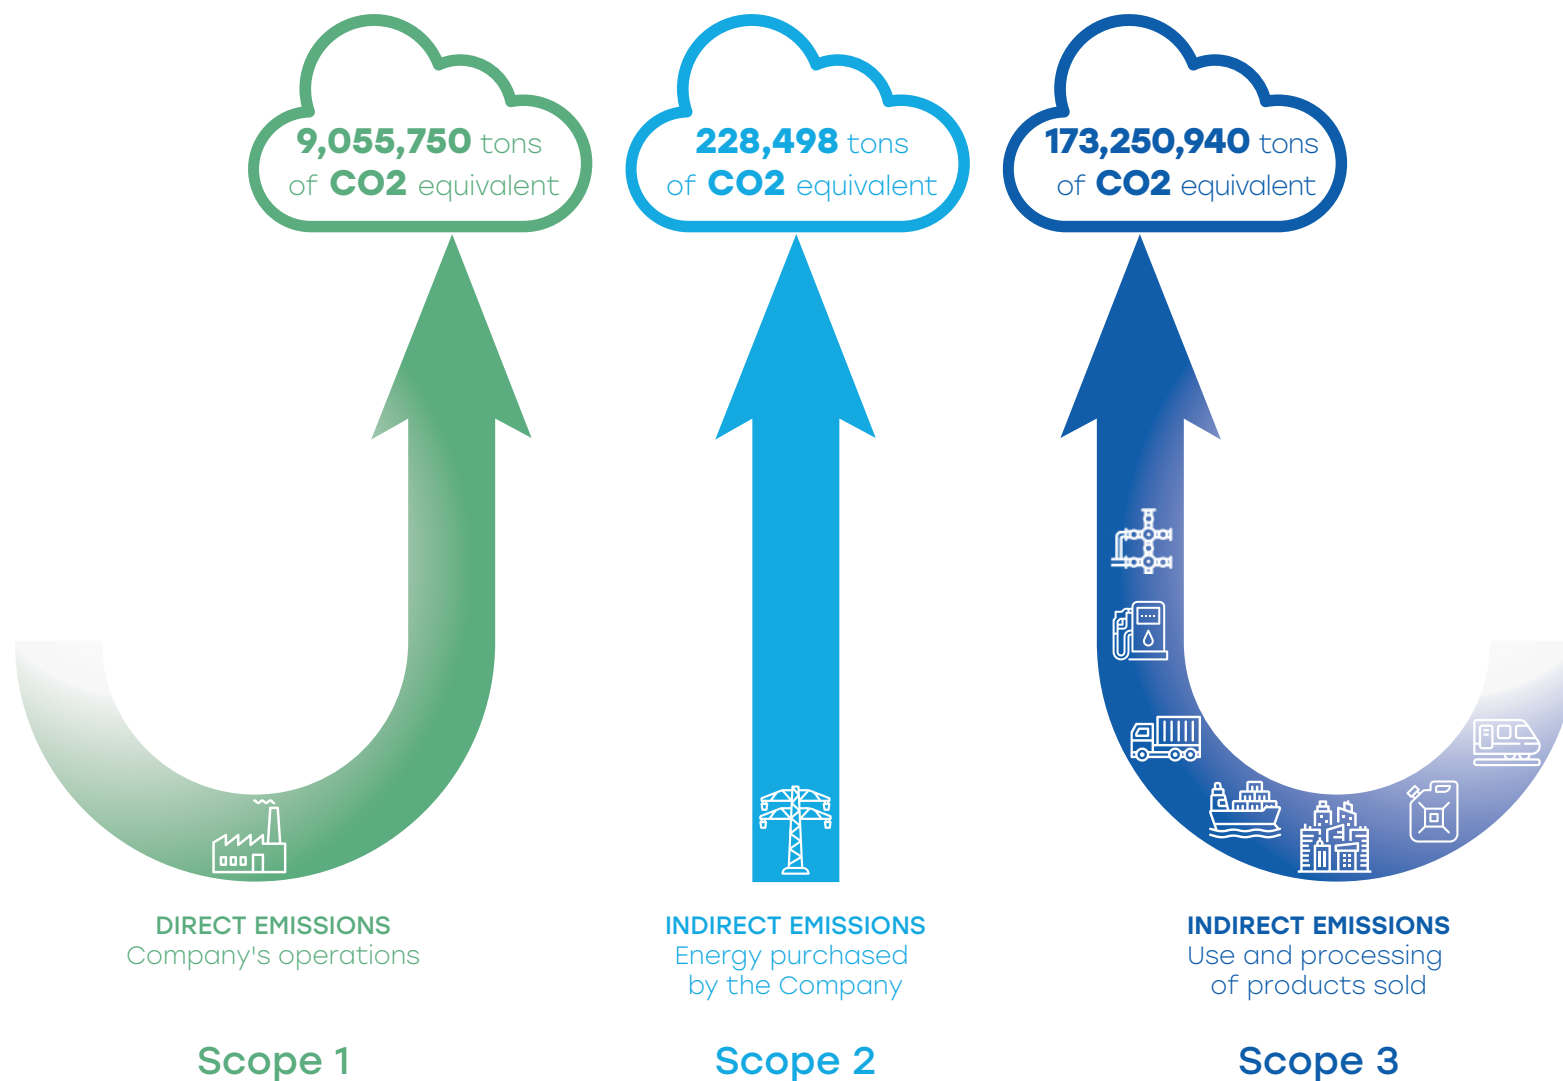 9,055,750 tons
of CO2 equivalent
228,498 tons
of CO2 equivalent
173,250,940 tons
of CO2 equivalent
DIRECT EMISSIONS
Company's operations
Scope 1
INDIRECT EMISSIONS
Energy purchased
by the Company
Scope 2
INDIRECT EMISSIONS
Use and processing
of products sold
Scope 3